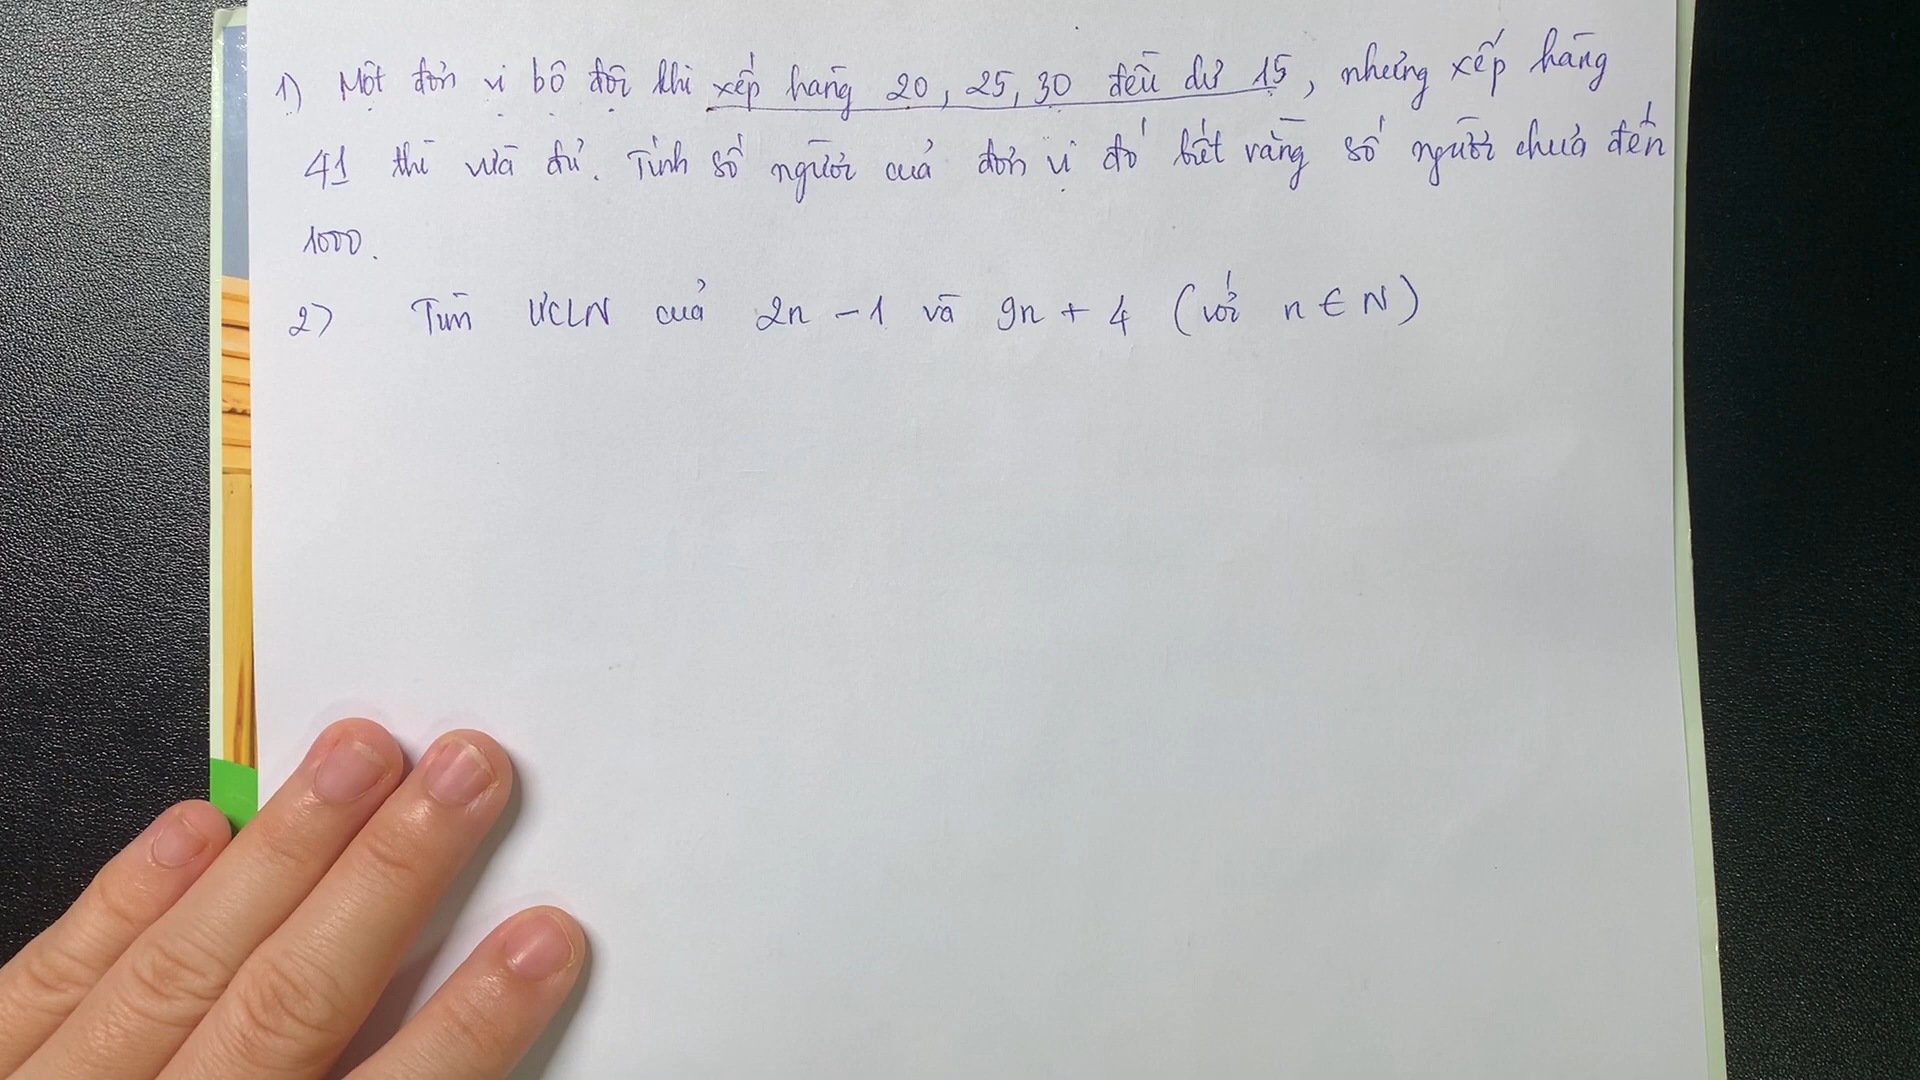 1) Một đơn vị bộ đội khi xếp hàng 20, 25, 30 đều dư 15, nhưng xếp hàng
41 thì vừa đủ. Tính số người của đơn vị đó biết rằng số người chưa đến
1000.
2) Tìm ƯCLN của 2n - 1 và 9n + 4 (với n ∈ N)